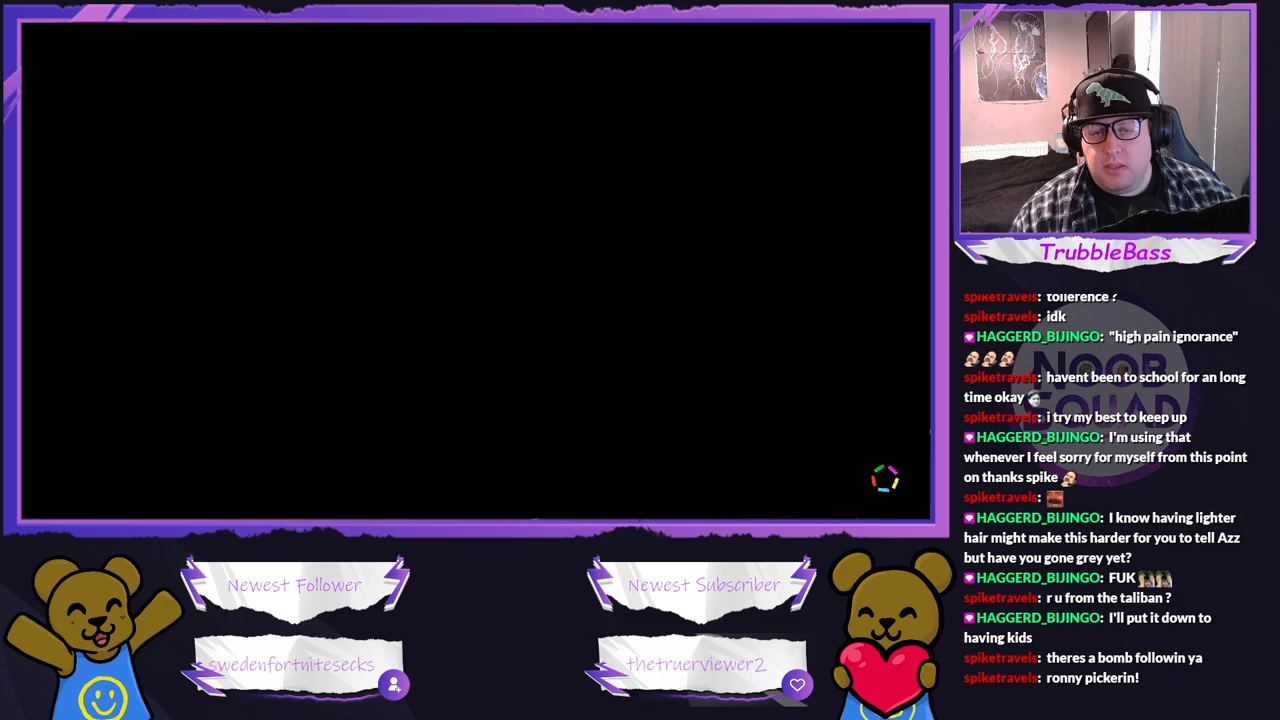 TrubbleBass
spiketravels: tollerence ?
spiketravels: idk
HAGGERD_BIJINGO: "high pain ignorance"
spiketravels: havent been to school for an long
time okay
spiketravels: i try my best to keep up
HAGGERD_BIJINGO: I'm using that
whenever I feel sorry for myself from this point
on thanks spike
spiketravels:
HAGGERD_BIJINGO: I know having lighter
hair might make this harder for you to tell Azz
but have you gone grey yet?
HAGGERD_BIJINGO: FUK
spiketravels: r u from the taliban ?
HAGGERD_BIJINGO: I'll put it down to
having kids
spiketravels: theres a bomb followin ya
spiketravels: ronny pickerin!
NOOB
SQUAD
Newest Follower
swedenfortnitesecks
Newest Subscriber
thetruerviewer2